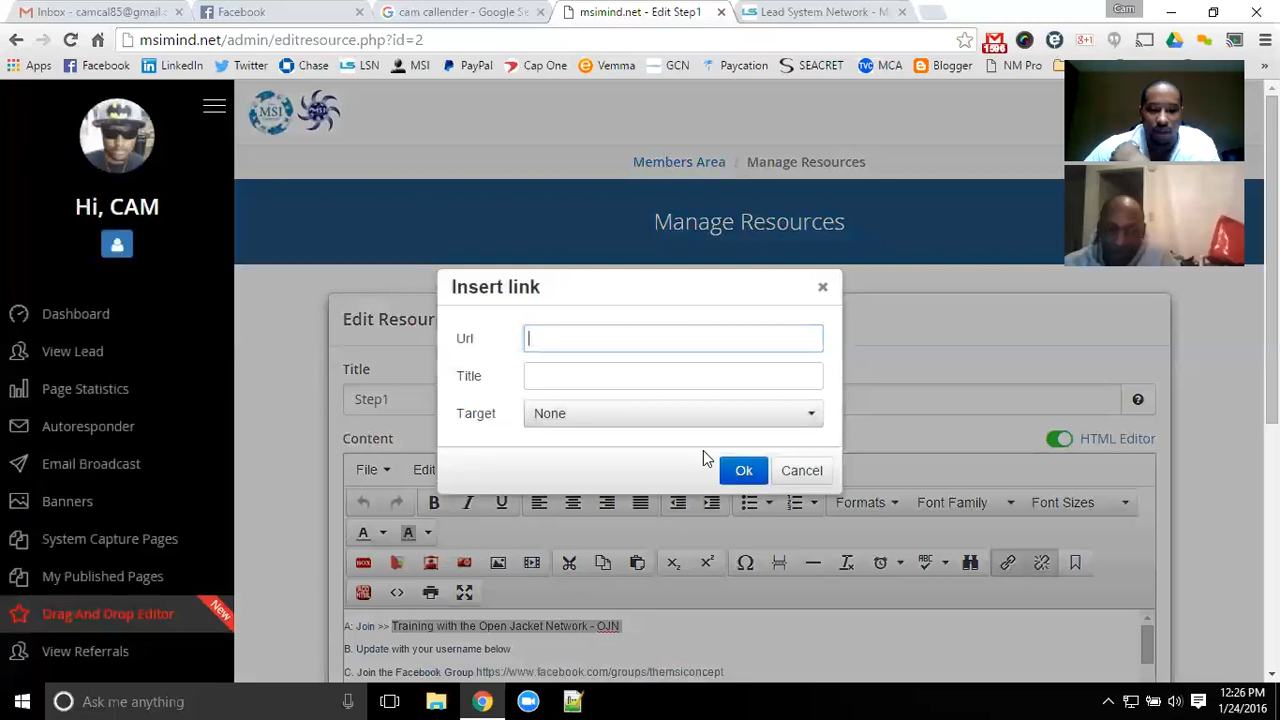 Inbox - camcal85@gmail.c
Facebook
cam callender - Google Se
msimind.net - Edit Step1
Lead System Network - M
Cam
msimind.net/admin/editresource.php?id=2
1596
Apps
Facebook
LinkedIn
Twitter
Chase
LSN
MSI
PayPal
Cap One
Vemma
GCN
Paycation
SEACRET
MCA
Blogger
NM Pro
MSI
Members Area / Manage Resources
Hi, CAM
Manage Resources
Dashboard
View Lead
Page Statistics
Autoresponder
Email Broadcast
Banners
System Capture Pages
My Published Pages
Drag And Drop Editor
New
View Referrals
Edit Resour
Insert link
Url
Title
Target
None
Ok
Cancel
Title
Step1
Content
HTML Editor
File
Edi
B I U
Formats
Font Family
Font Sizes
A A
A: Join >> Training with the Open Jacket Network - OJN
B. Update with your username below
C. Join the Facebook Group https://www.facebook.com/groups/themsiconcept
Ask me anything
12:26 PM
1/24/2016